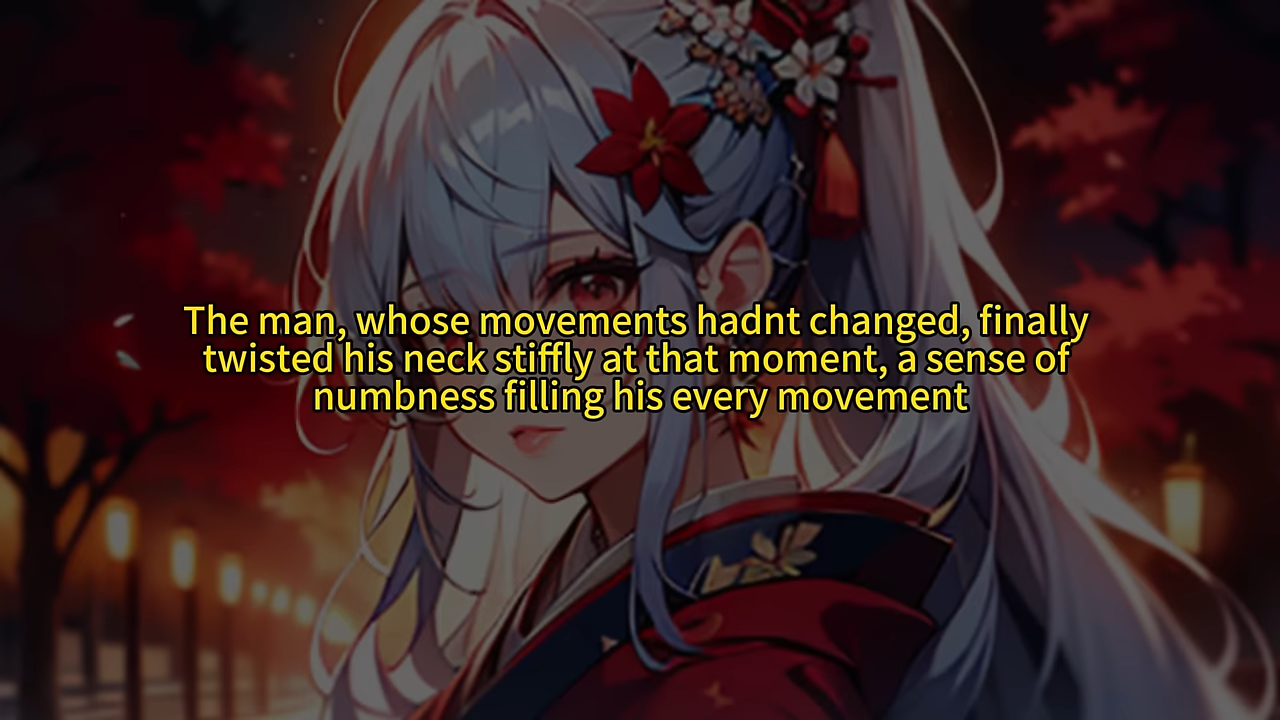 The man, whose movements hadnt changed, finally
twisted his neck stiffly at that moment, a sense of
numbness filling his every movement